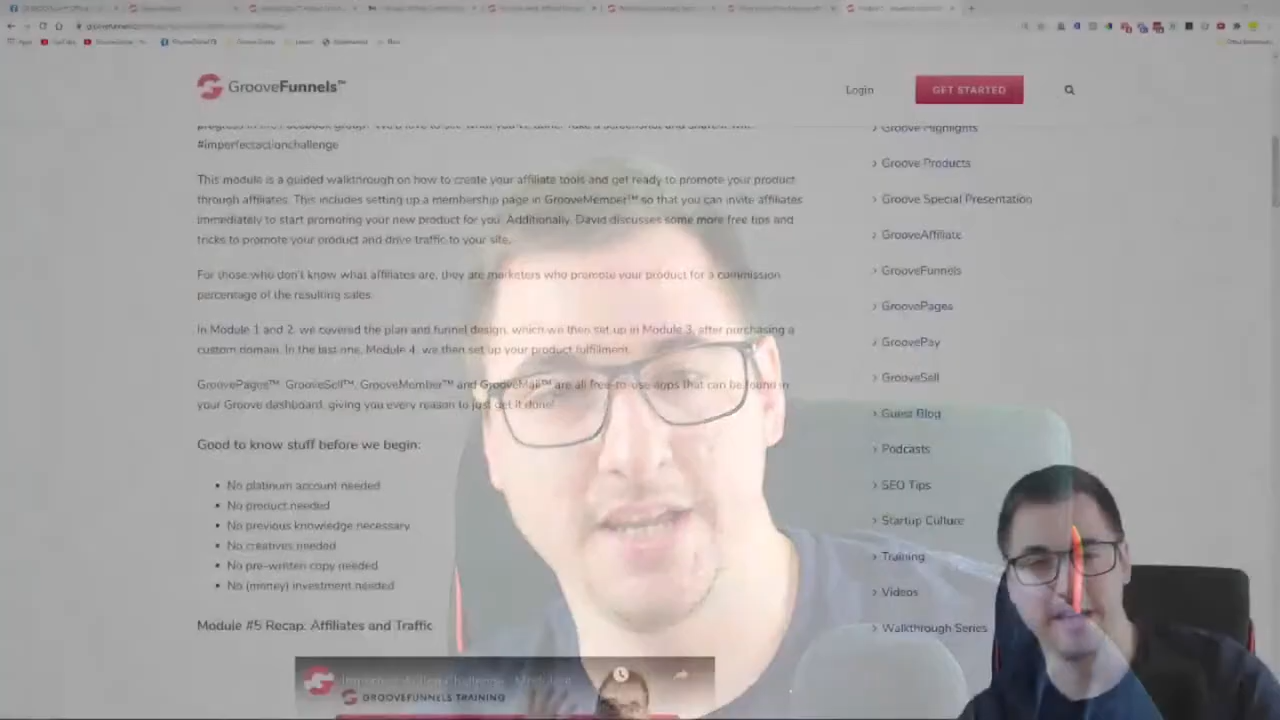 GrooveFunnels™
Login
GET STARTED
#imperfectactionchallenge
This module is a guided walkthrough on how to create your affiliate tools and get ready to promote your product
through affiliates. This includes setting up a membership page in GrooveMember™ so that you can invite affiliates
immediately to start promoting your new product for you. Additionally, David discusses some more free tips and
tricks to promote your product and drive traffic to your site.
For those who don't know what affiliates are, they are marketers who promote your product for a commission
percentage of the resulting sales.
In Module 1 and 2, we covered the plan and funnel design, which we then set up in Module 3, after purchasing a
custom domain. In the last one, Module 4, we then set up your product fulfillment.
GroovePages™, GrooveSell™, GrooveMember™ and GrooveMail™ are all free-to-use apps that can be found in
your Groove dashboard, giving you every reason to just get it done!
Good to know stuff before we begin:
No platinum account needed
No product needed
No previous knowledge necessary
No creatives needed
No pre-written copy needed
No (money) investment needed
Module #5 Recap: Affiliates and Traffic
GROOVEFUNNELS TRAINING
Groove Highlights
Groove Products
Groove Special Presentation
GrooveAffiliate
GrooveFunnels
GroovePages
GroovePay
GrooveSell
Guest Blog
Podcasts
SEO Tips
Startup Culture
Training
Videos
Walkthrough Series